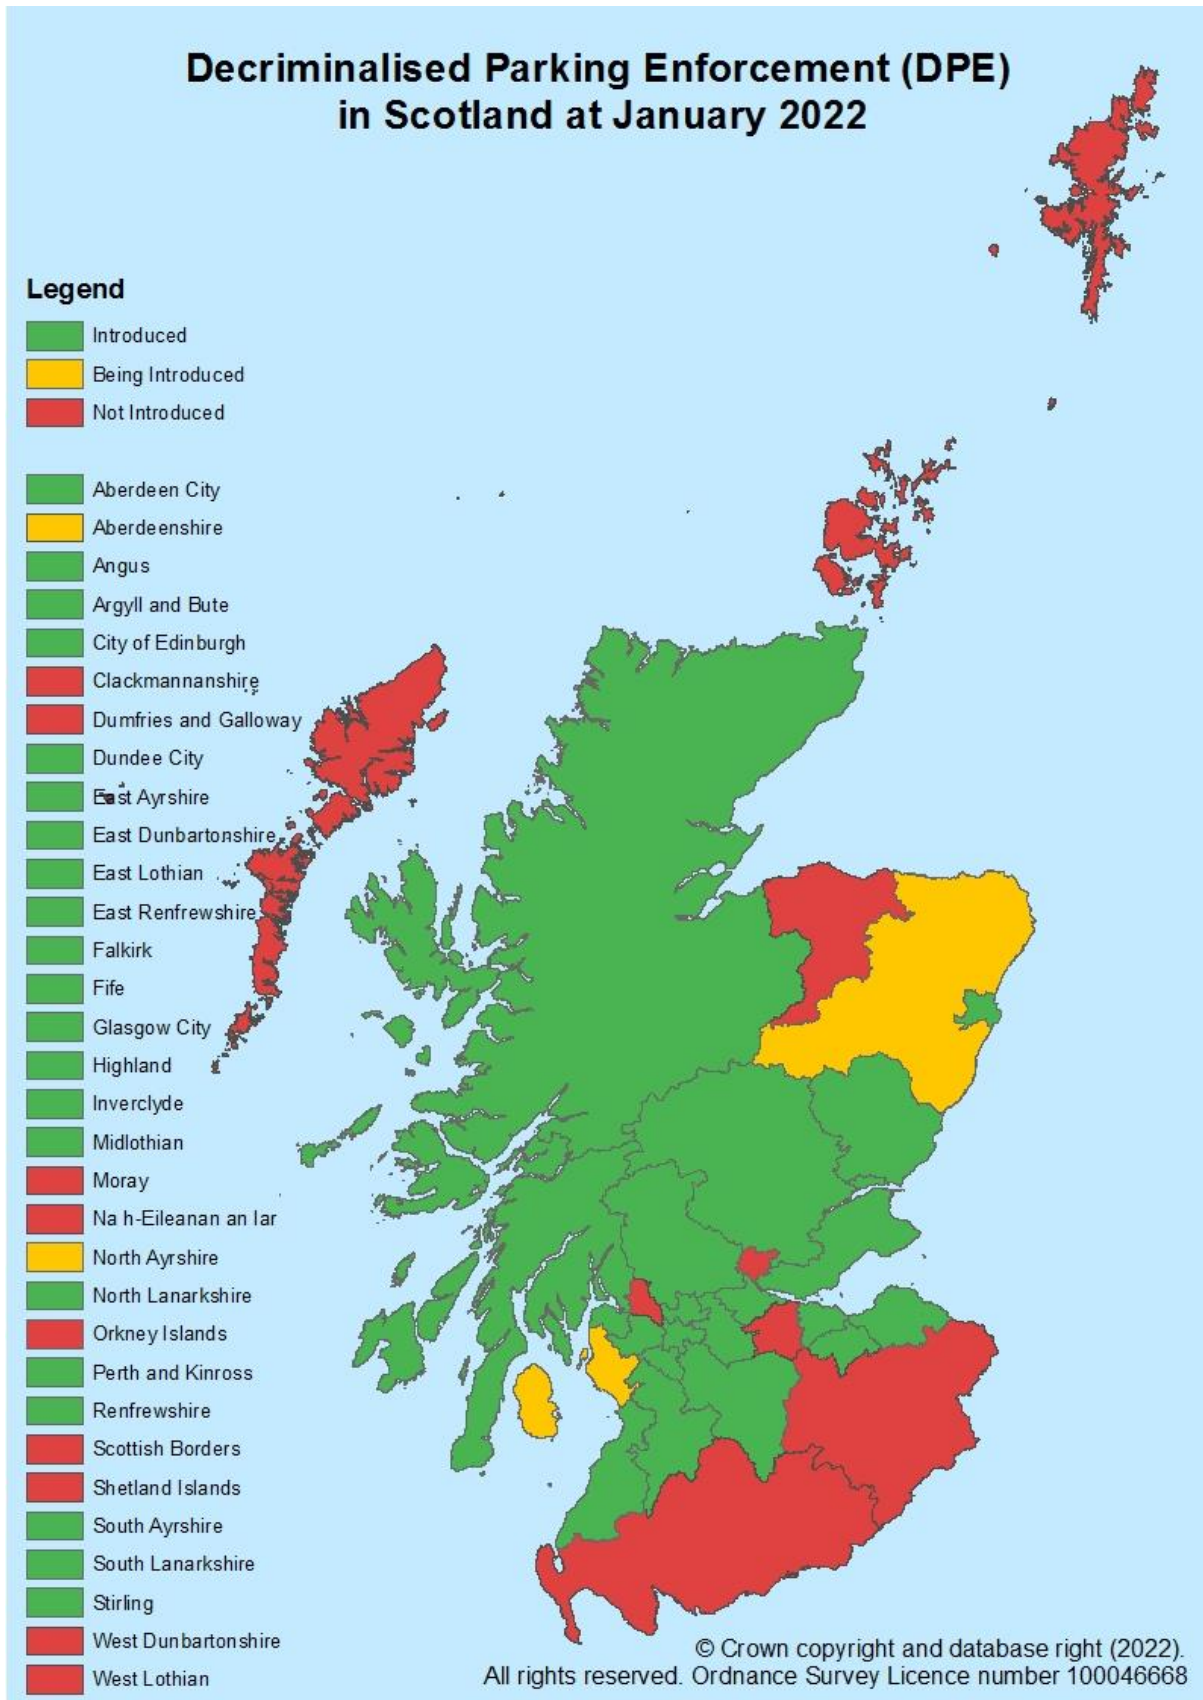 Decriminalised Parking Enforcement (DPE)
in Scotland at January 2022
Legend
Introduced
Being Introduced
Not Introduced
Aberdeen City
Aberdeenshire
Angus
Argyll and Bute
City of Edinburgh
Clackmannanshire
Dumfries and Galloway
Dundee City
East Ayrshire
East Dunbartonshire
East Lothian
East Renfrewshire
Falkirk
Fife
Glasgow City
Highland
Inverclyde
Midlothian
Moray
Na h-Eileanan an Iar
North Ayrshire
North Lanarkshire
Orkney Islands
Perth and Kinross
Renfrewshire
Scottish Borders
Shetland Islands
South Ayrshire
South Lanarkshire
Stirling
West Dunbartonshire
West Lothian
© Crown copyright and database right (2022).
All rights reserved. Ordnance Survey Licence number 100046668